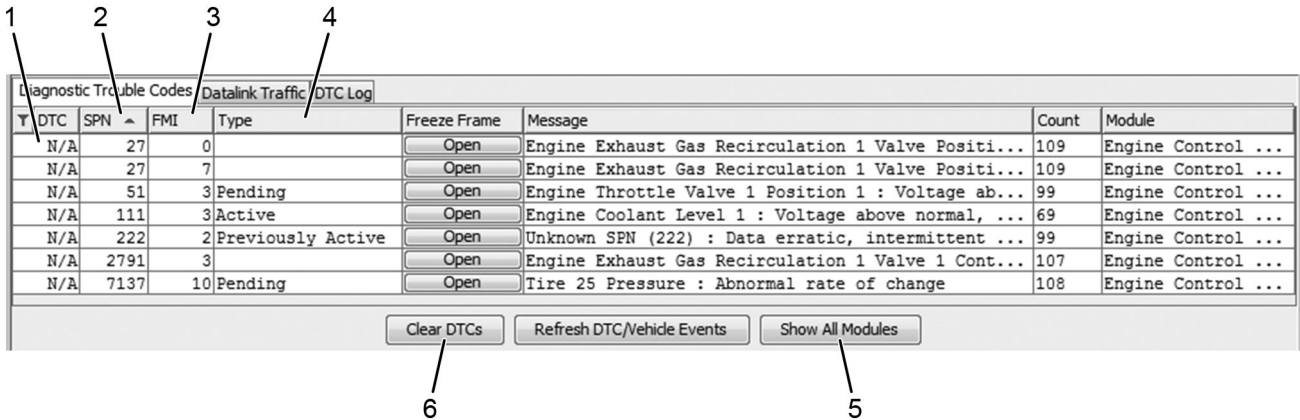 1 2 3 4
Diagnostic Trouble Codes Datalink Traffic DTC Log
DTC SPN FMI Type Freeze Frame Message Count Module
N/A 27 0 Open Engine Exhaust Gas Recirculation 1 Valve Positi... 109 Engine Control ...
N/A 27 7 Open Engine Exhaust Gas Recirculation 1 Valve Positi... 109 Engine Control ...
N/A 51 3 Pending Open Engine Throttle Valve 1 Position 1 : Voltage ab... 99 Engine Control ...
N/A 111 3 Active Open Engine Coolant Level 1 : Voltage above normal, ... 69 Engine Control ...
N/A 222 2 Previously Active Open Unknown SPN (222) : Data erratic, intermittent ... 99 Engine Control ...
N/A 2791 3 Open Engine Exhaust Gas Recirculation 1 Valve 1 Cont... 107 Engine Control ...
N/A 7137 10 Pending Open Tire 25 Pressure : Abnormal rate of change 108 Engine Control ...
Clear DTCs Refresh DTC/Vehicle Events Show All Modules
6 5